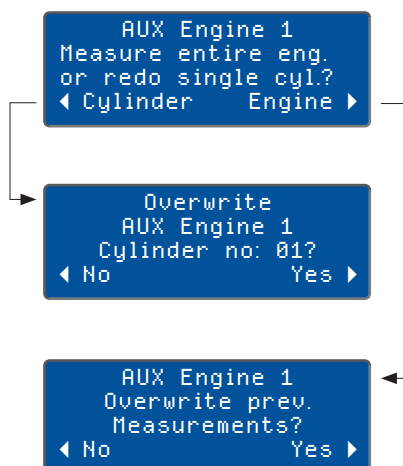 AUX Engine 1
Measure entire eng.
or redo single cyl.?
Cylinder Engine
Overwrite
AUX Engine 1
Cylinder no: 01?
No Yes
AUX Engine 1
Overwrite prev.
Measurements?
No Yes